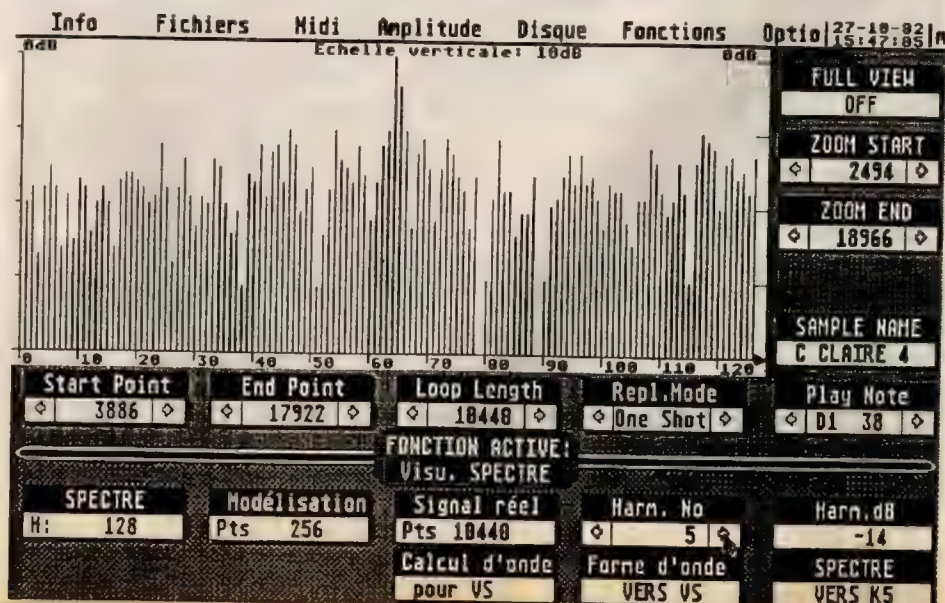 Info Fichiers Midi Amplitude Disque Fonctions Optio 27-10-92
15:47:05
0dB Echelle verticale: 10dB 0dB
FULL VIEW
OFF
ZOOM START
2494
ZOOM END
18966
SAMPLE NAME
C CLAIRE 4
0 10 20 30 40 50 60 70 80 90 100 110 120
Start Point End Point Loop Length Repl.Mode Play Note
3886 17922 10440 One Shot D1 38
FONCTION ACTIVE:
Visu. SPECTRE
SPECTRE Modélisation Signal réel Harm. No Harm.dB
H: 128 Pts 256 Pts 10440 5 -14
Calcul d'onde Forme d'onde SPECTRE
pour VS VERS VS VERS K5